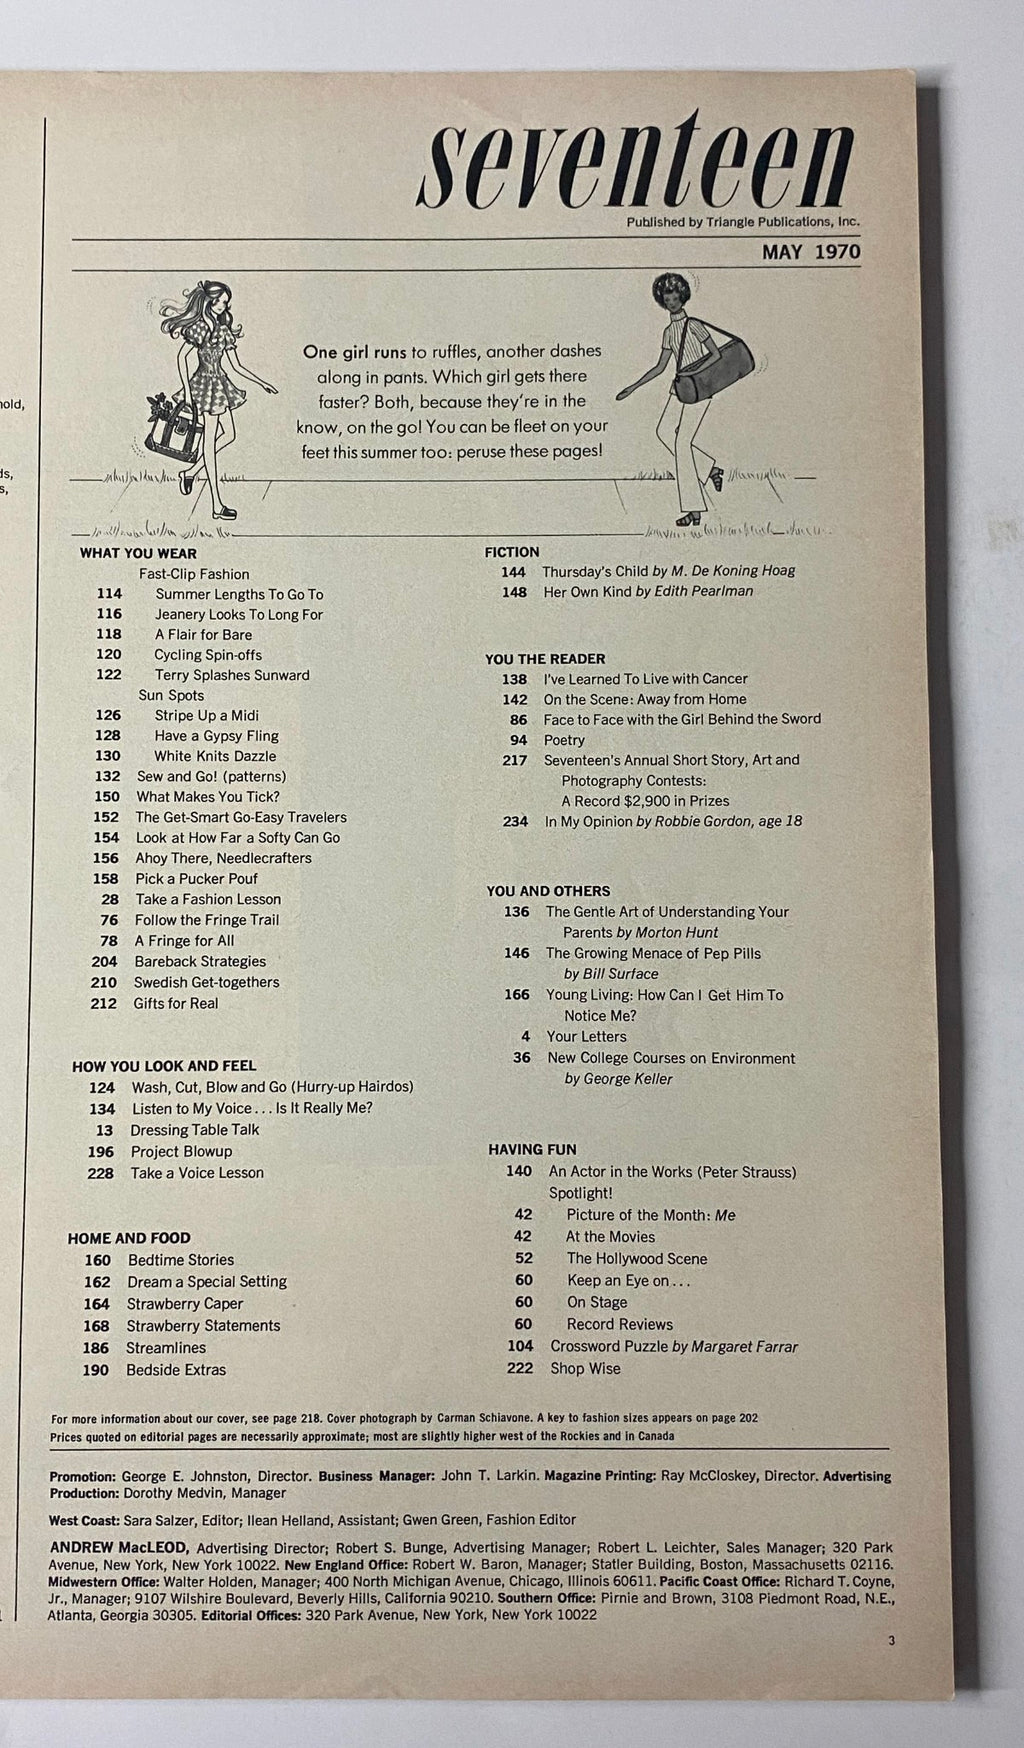 hold,
ds,
s,
seventeen
Published by Triangle Publications, Inc.
MAY 1970
One girl runs to ruffles, another dashes
along in pants. Which girl gets there
faster? Both, because they're in the
know, on the go! You can be fleet on your
feet this summer too: peruse these pages!
WHAT YOU WEAR
Fast-Clip Fashion
114 Summer Lengths To Go To
116 Jeanery Looks To Long For
118 A Flair for Bare
120 Cycling Spin-offs
122 Terry Splashes Sunward
Sun Spots
126 Stripe Up a Midi
128 Have a Gypsy Fling
130 White Knits Dazzle
132 Sew and Go! (patterns)
150 What Makes You Tick?
152 The Get-Smart Go-Easy Travelers
154 Look at How Far a Softy Can Go
156 Ahoy There, Needlecrafters
158 Pick a Pucker Pouf
28 Take a Fashion Lesson
76 Follow the Fringe Trail
78 A Fringe for All
204 Bareback Strategies
210 Swedish Get-togethers
212 Gifts for Real
HOW YOU LOOK AND FEEL
124 Wash, Cut, Blow and Go (Hurry-up Hairdos)
134 Listen to My Voice... Is It Really Me?
13 Dressing Table Talk
196 Project Blowup
228 Take a Voice Lesson
HOME AND FOOD
160 Bedtime Stories
162 Dream a Special Setting
164 Strawberry Caper
168 Strawberry Statements
186 Streamlines
190 Bedside Extras
FICTION
144 Thursday's Child by M. De Koning Hoag
148 Her Own Kind by Edith Pearlman
YOU THE READER
138 I've Learned To Live with Cancer
142 On the Scene: Away from Home
86 Face to Face with the Girl Behind the Sword
94 Poetry
217 Seventeen's Annual Short Story, Art and
Photography Contests:
A Record $2,900 in Prizes
234 In My Opinion by Robbie Gordon, age 18
YOU AND OTHERS
136 The Gentle Art of Understanding Your
Parents by Morton Hunt
146 The Growing Menace of Pep Pills
by Bill Surface
166 Young Living: How Can I Get Him To
Notice Me?
4 Your Letters
36 New College Courses on Environment
by George Keller
HAVING FUN
140 An Actor in the Works (Peter Strauss)
Spotlight!
42 Picture of the Month: Me
42 At the Movies
52 The Hollywood Scene
60 Keep an Eye on...
60 On Stage
60 Record Reviews
104 Crossword Puzzle by Margaret Farrar
222 Shop Wise
For more information about our cover, see page 218. Cover photograph by Carman Schiavone. A key to fashion sizes appears on page 202
Prices quoted on editorial pages are necessarily approximate; most are slightly higher west of the Rockies and in Canada
Promotion: George E. Johnston, Director. Business Manager: John T. Larkin. Magazine Printing: Ray McCloskey, Director. Advertising
Production: Dorothy Medvin, Manager
West Coast: Sara Salzer, Editor; Ilean Helland, Assistant; Gwen Green, Fashion Editor
ANDREW MacLEOD, Advertising Director; Robert S. Bunge, Advertising Manager; Robert L. Leichter, Sales Manager; 320 Park
Avenue, New York, New York 10022. New England Office: Robert W. Baron, Manager; Statler Building, Boston, Massachusetts 02116.
Midwestern Office: Walter Holden, Manager; 400 North Michigan Avenue, Chicago, Illinois 60611. Pacific Coast Office: Richard T. Coyne,
Jr., Manager; 9107 Wilshire Boulevard, Beverly Hills, California 90210. Southern Office: Pirnie and Brown, 3108 Piedmont Road, N.E.,
Atlanta, Georgia 30305. Editorial Offices: 320 Park Avenue, New York, New York 10022
3